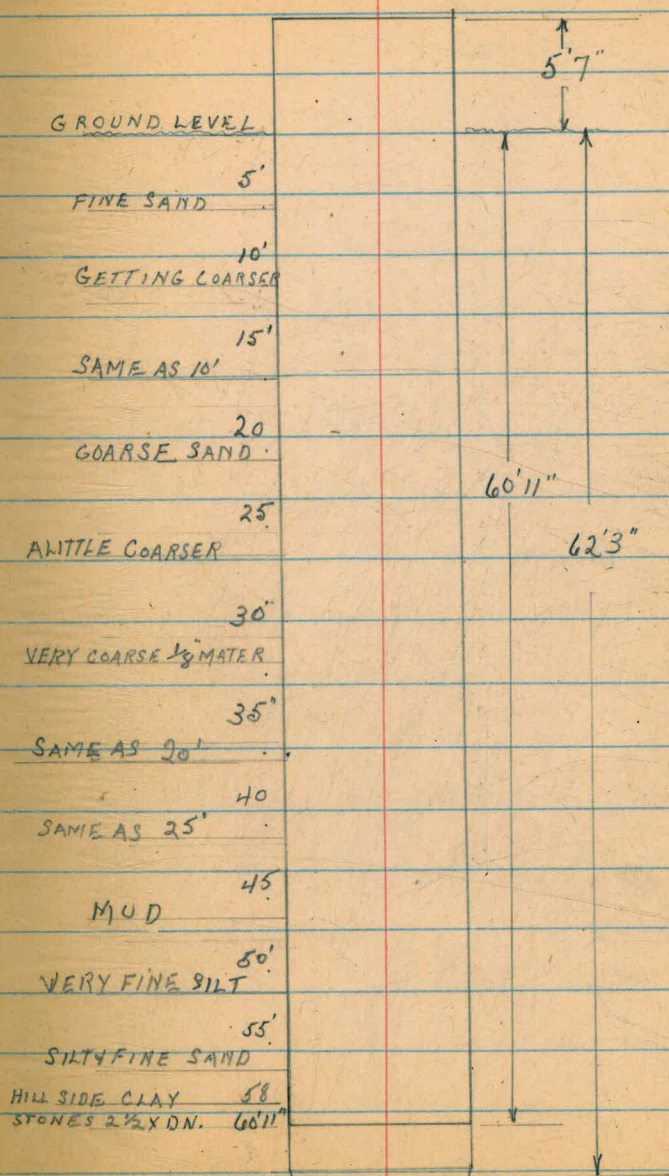 5'7"
GROUND LEVEL
5'
FINE SAND
10'
GETTING COARSER
15'
SAME AS 10'
20
GOARSE SAND
60'11"
25
ALITTLE COARSER
62'3"
30"
VERY COARSE 1/8" MATER
35"
SAME AS 20'
40
SAME AS 25'
45
MUD
50'
VERY FINE SILT
55'
SILTY FINE SAND
HILL SIDE CLAY 58
STONES 2½ X DN. 60'11"